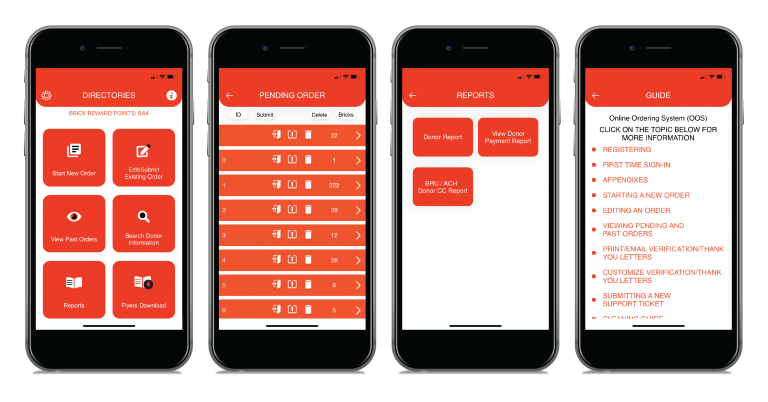 DIRECTORIES
BRICK REWARD POINTS: 644
Start New Order
Edit/Submit
Existing Order
View Past Orders
Search Donor
Information
Reports
Flyers Download
PENDING ORDER
ID Submit Delete Bricks
22
0 1
1 322
2 39
3 12
4 26
5 8
6 5
REPORTS
Donor Report
View Donor
Payment Report
BRU / ACH
Donor CC Report
GUIDE
Online Ordering System (OOS)
CLICK ON THE TOPIC BELOW FOR
MORE INFORMATION
REGISTERING
FIRST TIME SIGN-IN
APPENDIXES
STARTING A NEW ORDER
EDITING AN ORDER
VIEWING PENDING AND
PAST ORDERS
PRINT/EMAIL VERIFICATION/THANK
YOU LETTERS
CUSTOMIZE VERIFICATION/THANK
YOU LETTERS
SUBMITTING A NEW
SUPPORT TICKET
CLEANING GUIDE